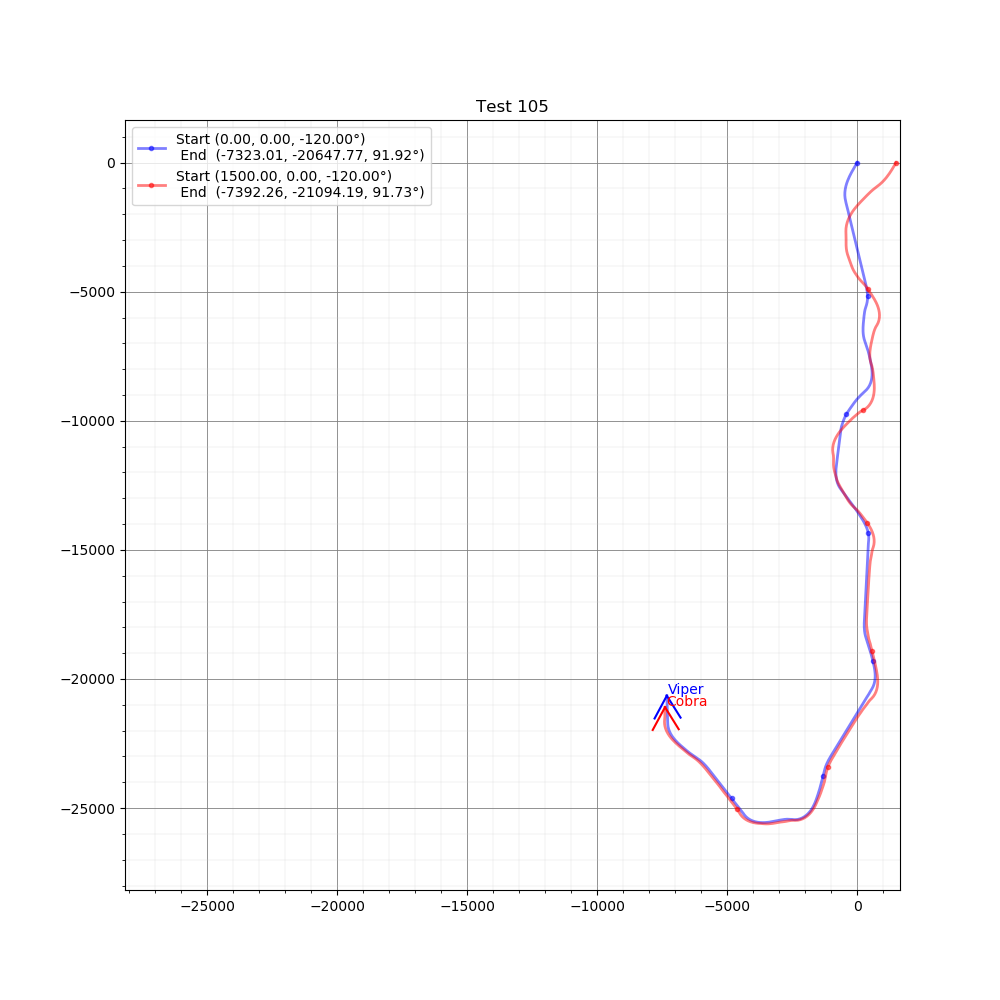 Test 105
Start (0.00, 0.00, -120.00°)
End (-7323.01, -20647.77, 91.92°)
Start (1500.00, 0.00, -120.00°)
End (-7392.26, -21094.19, 91.73°)
0
−5000
−10000
−15000
−20000
−25000
Viper
Cobra
−25000
−20000
−15000
−10000
−5000
0